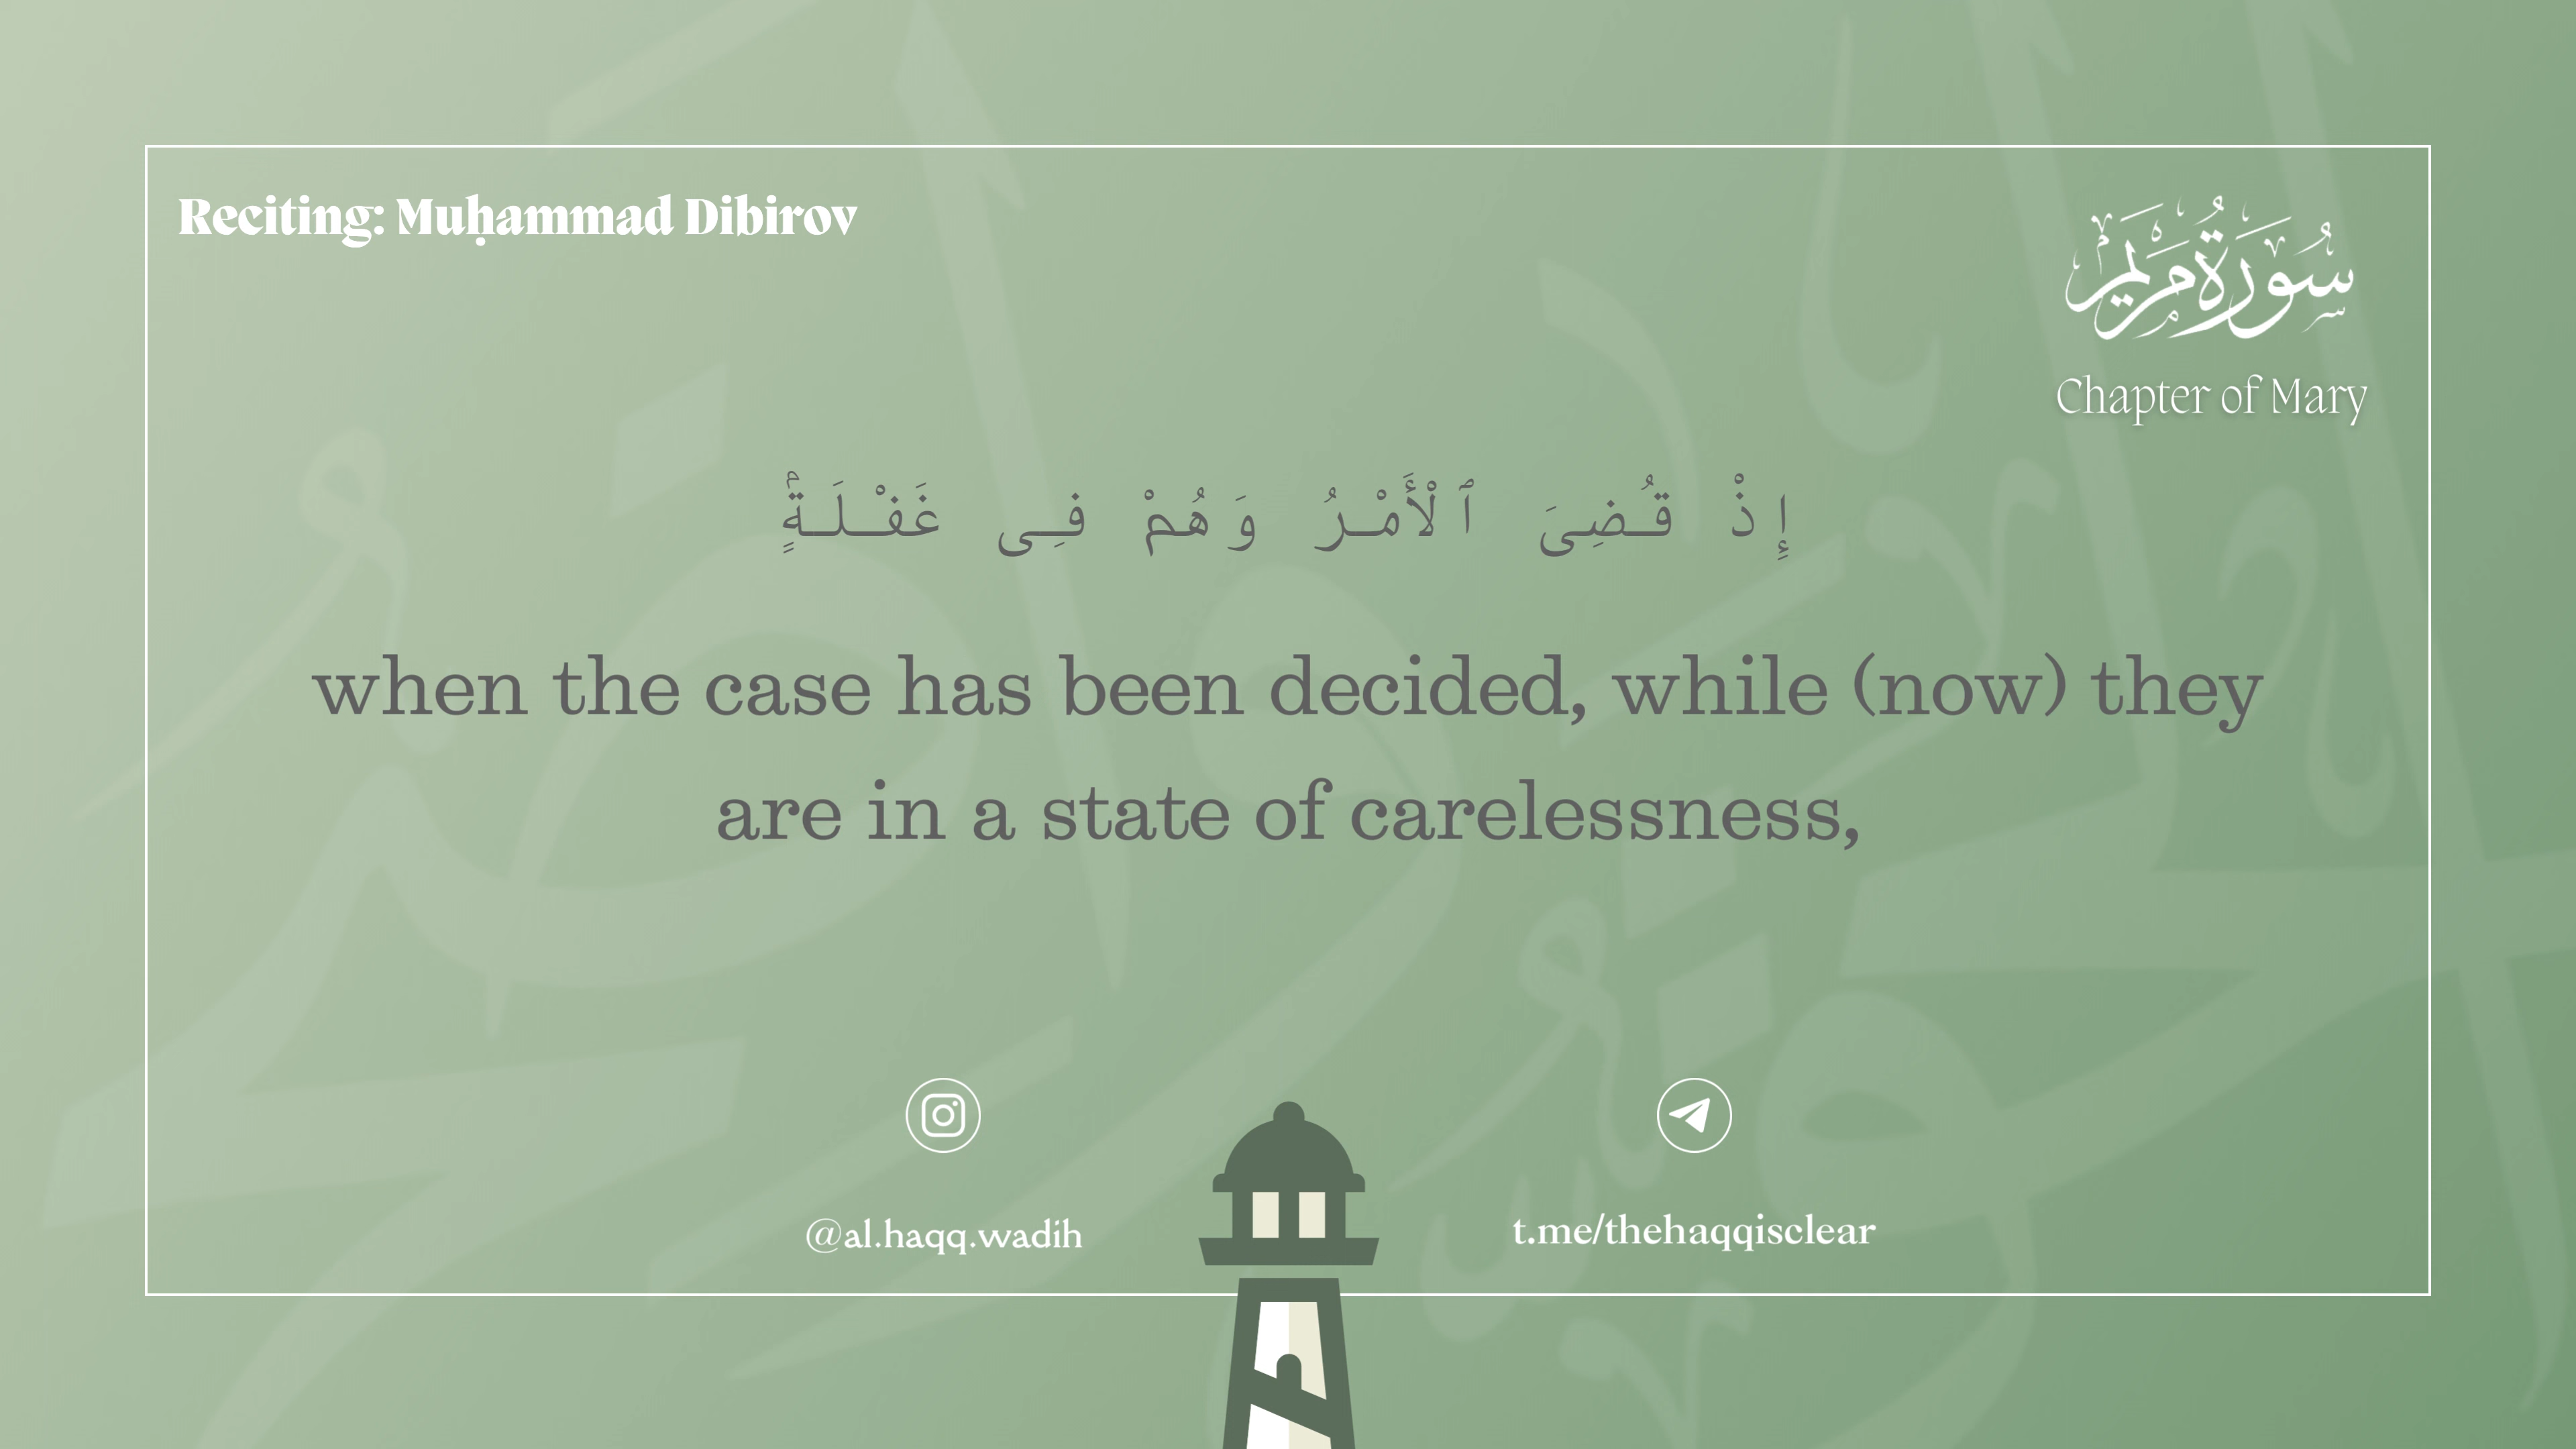 Reciting: Muḥammad Dibirov
سُورَةُ مَرْيَم
Chapter of Mary
إِذْ قُضِىَ ٱلْأَمْرُ وَهُمْ فِى غَفْلَةٍۢ
when the case has been decided, while (now) they
are in a state of carelessness,
@al.haqq.wadih
t.me/thehaqqisclear